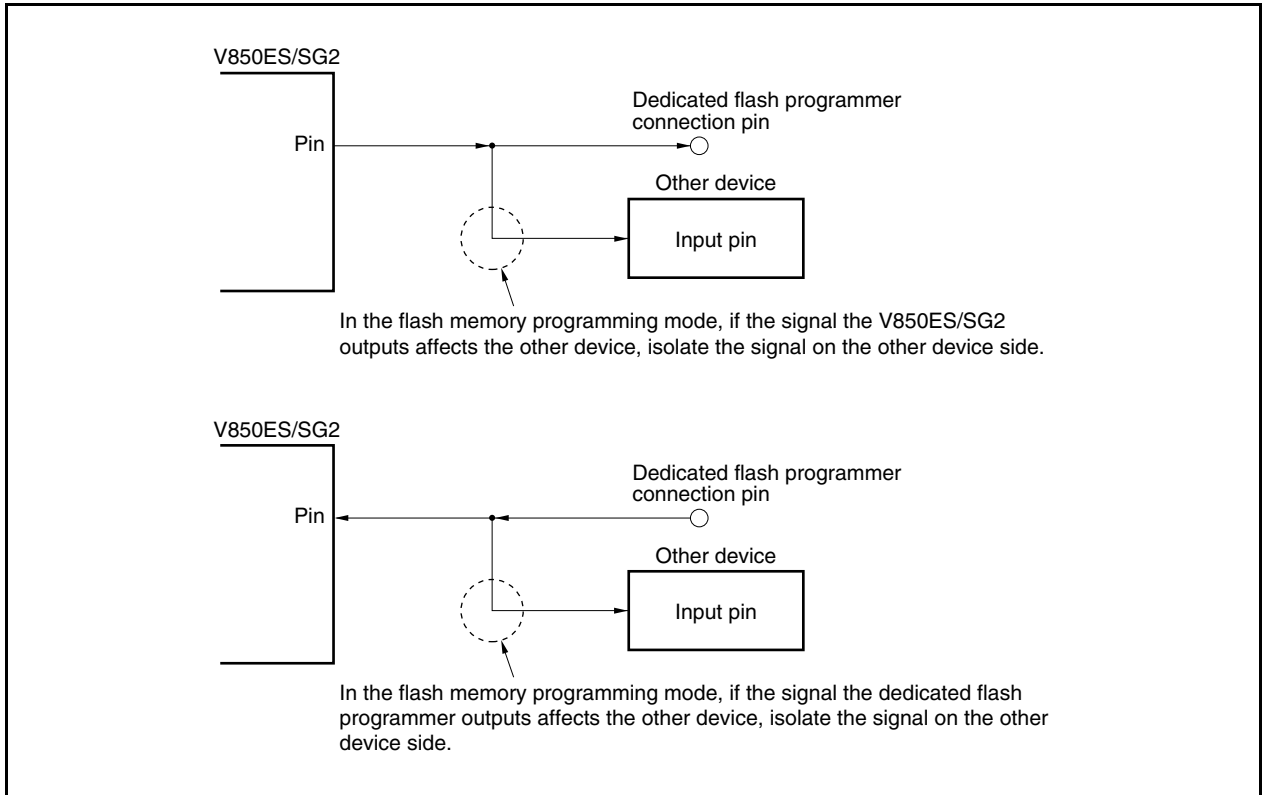 V850ES/SG2
Dedicated flash programmer
connection pin
Pin
Other device
Input pin
In the flash memory programming mode, if the signal the V850ES/SG2
outputs affects the other device, isolate the signal on the other device side.
V850ES/SG2
Dedicated flash programmer
connection pin
Pin
Other device
Input pin
In the flash memory programming mode, if the signal the dedicated flash
programmer outputs affects the other device, isolate the signal on the other
device side.